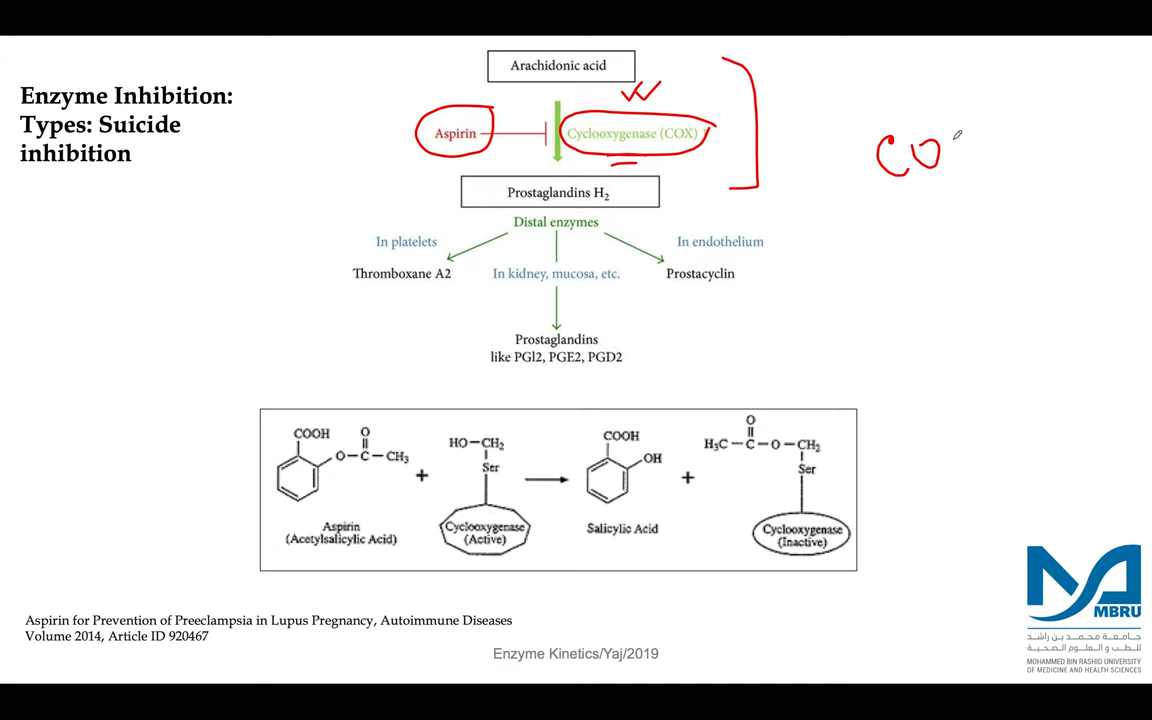 Enzyme Inhibition:
Types: Suicide
inhibition
Arachidonic acid
Aspirin
Cyclooxygenase (COX)
CO
Prostaglandins H2
Distal enzymes
In platelets
In endothelium
Thromboxane A2
In kidney, mucosa, etc.
Prostacyclin
Prostaglandins
like PGI2, PGE2, PGD2
COOH
O
O-C-CH3
+
HO-CH2
Ser
COOH
OH
+
O
H3C-C-O-CH2
Ser
Aspirin
(Acetylsalicylic Acid)
Cyclooxygenase
(Active)
Salicylic Acid
Cyclooxygenase
(Inactive)
Aspirin for Prevention of Preeclampsia in Lupus Pregnancy, Autoimmune Diseases
Volume 2014, Article ID 920467
Enzyme Kinetics/Yaj/2019
MBRU
جامعة محمد بن راشد
للطب و العلوم الصحية
MOHAMMED BIN RASHID UNIVERSITY
OF MEDICINE AND HEALTH SCIENCES